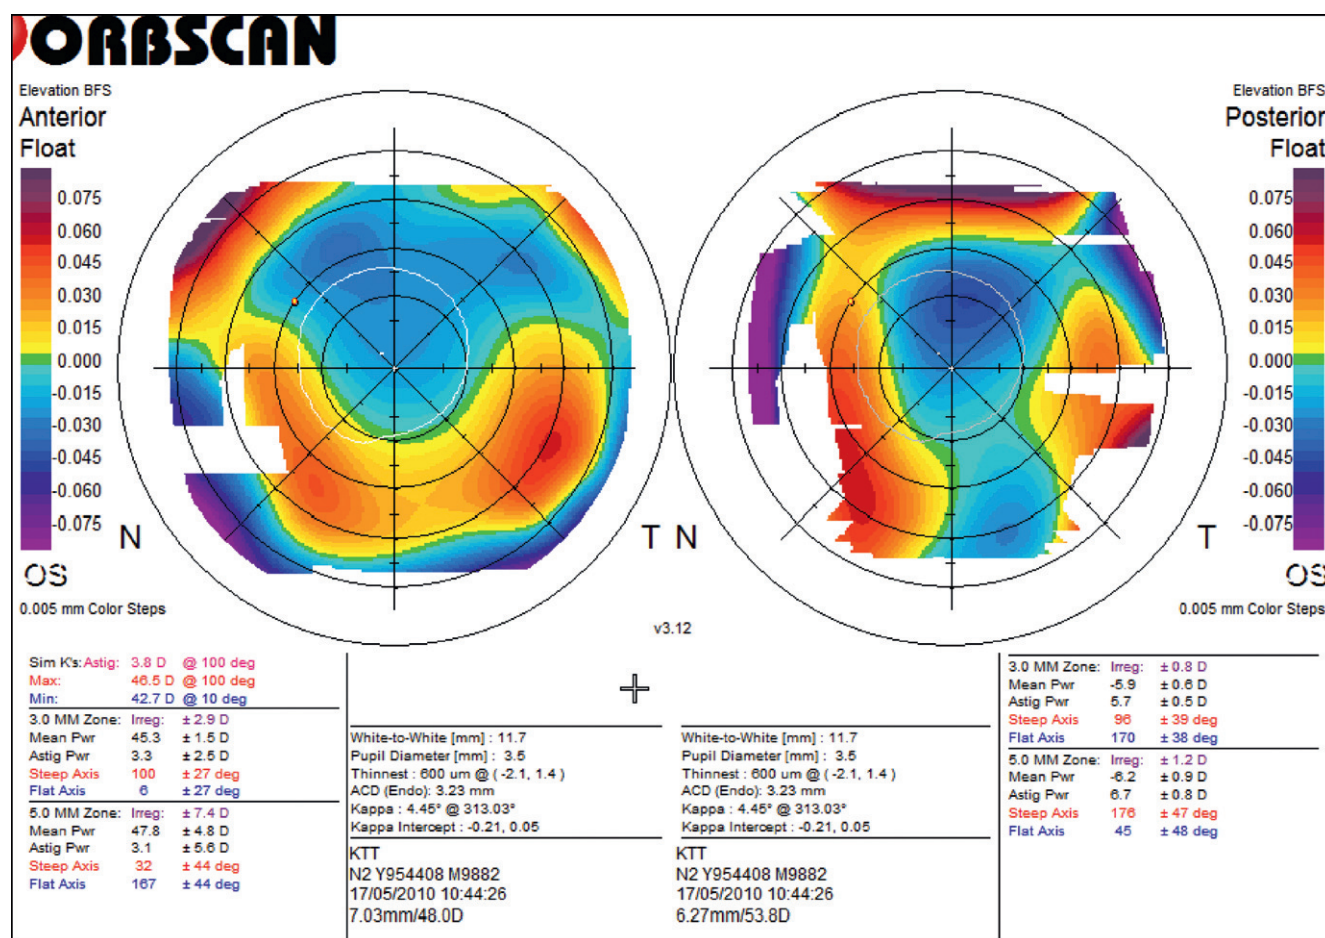 ORBSCAN
Elevation BFS
Anterior
Float
0.075
0.060
0.045
0.030
0.015
0.000
-0.015
-0.030
-0.045
-0.060
-0.075
OS
0.005 mm Color Steps
N
T
Elevation BFS
Posterior
Float
0.075
0.060
0.045
0.030
0.015
0.000
-0.015
-0.030
-0.045
-0.060
-0.075
OS
0.005 mm Color Steps
N
T
v3.12
Sim K's: Astig: 3.8 D @ 100 deg
Max: 46.5 D @ 100 deg
Min: 42.7 D @ 10 deg
3.0 MM Zone: Irreg: ± 2.9 D
Mean Pwr 45.3 ± 1.5 D
Astig Pwr 3.3 ± 2.5 D
Steep Axis 100 ± 27 deg
Flat Axis 6 ± 27 deg
5.0 MM Zone: Irreg: ± 7.4 D
Mean Pwr 47.8 ± 4.8 D
Astig Pwr 3.1 ± 5.6 D
Steep Axis 32 ± 44 deg
Flat Axis 167 ± 44 deg
White-to-White [mm] : 11.7
Pupil Diameter [mm] : 3.5
Thinnest : 600 um @ ( -2.1, 1.4 )
ACD (Endo): 3.23 mm
Kappa : 4.45° @ 313.03°
Kappa Intercept : -0.21, 0.05
KTT
N2 Y954408 M9882
17/05/2010 10:44:26
7.03mm/48.0D
White-to-White [mm] : 11.7
Pupil Diameter [mm] : 3.5
Thinnest : 600 um @ ( -2.1, 1.4 )
ACD (Endo): 3.23 mm
Kappa : 4.45° @ 313.03°
Kappa Intercept : -0.21, 0.05
KTT
N2 Y954408 M9882
17/05/2010 10:44:26
6.27mm/53.8D
3.0 MM Zone: Irreg: ± 0.8 D
Mean Pwr -5.9 ± 0.6 D
Astig Pwr 5.7 ± 0.5 D
Steep Axis 96 ± 39 deg
Flat Axis 170 ± 38 deg
5.0 MM Zone: Irreg: ± 1.2 D
Mean Pwr -6.2 ± 0.9 D
Astig Pwr 6.7 ± 0.8 D
Steep Axis 176 ± 47 deg
Flat Axis 45 ± 48 deg